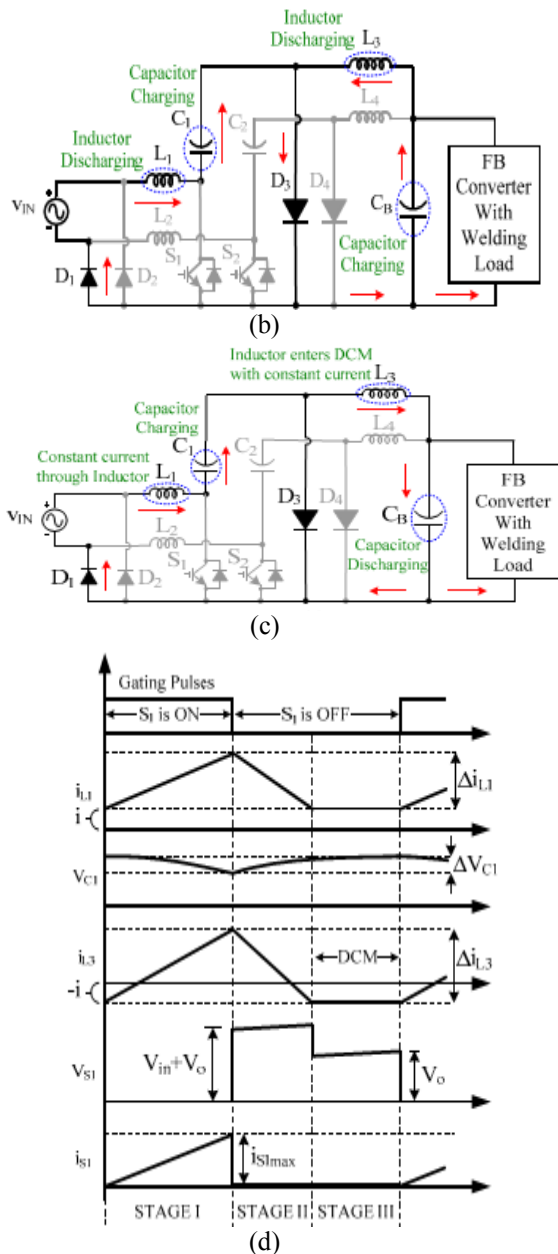 Inductor
Discharging L3
Capacitor
Charging
L4
C1
C2
Inductor
Discharging L1
D3
D4
CB
FB
Converter
With
Welding
Load
vIN
L2
S1
S2
Capacitor
Charging
D1
D2
(b)
Inductor enters DCM
with constant current L3
Capacitor
Charging
L4
C1
C2
Constant current
through Inductor L1
D3
D4
CB
FB
Converter
With
Welding
Load
vIN
L2
S1
S2
Capacitor
Discharging
D1
D2
(c)
Gating Pulses
S1 is ON
S1 is OFF
iL1
ΔiL1
i
VC1
ΔVC1
iL3
DCM
ΔiL3
-i
VS1
Vin+Vo
Vo
iS1
iS1max
STAGE I
STAGE II
STAGE III
(d)